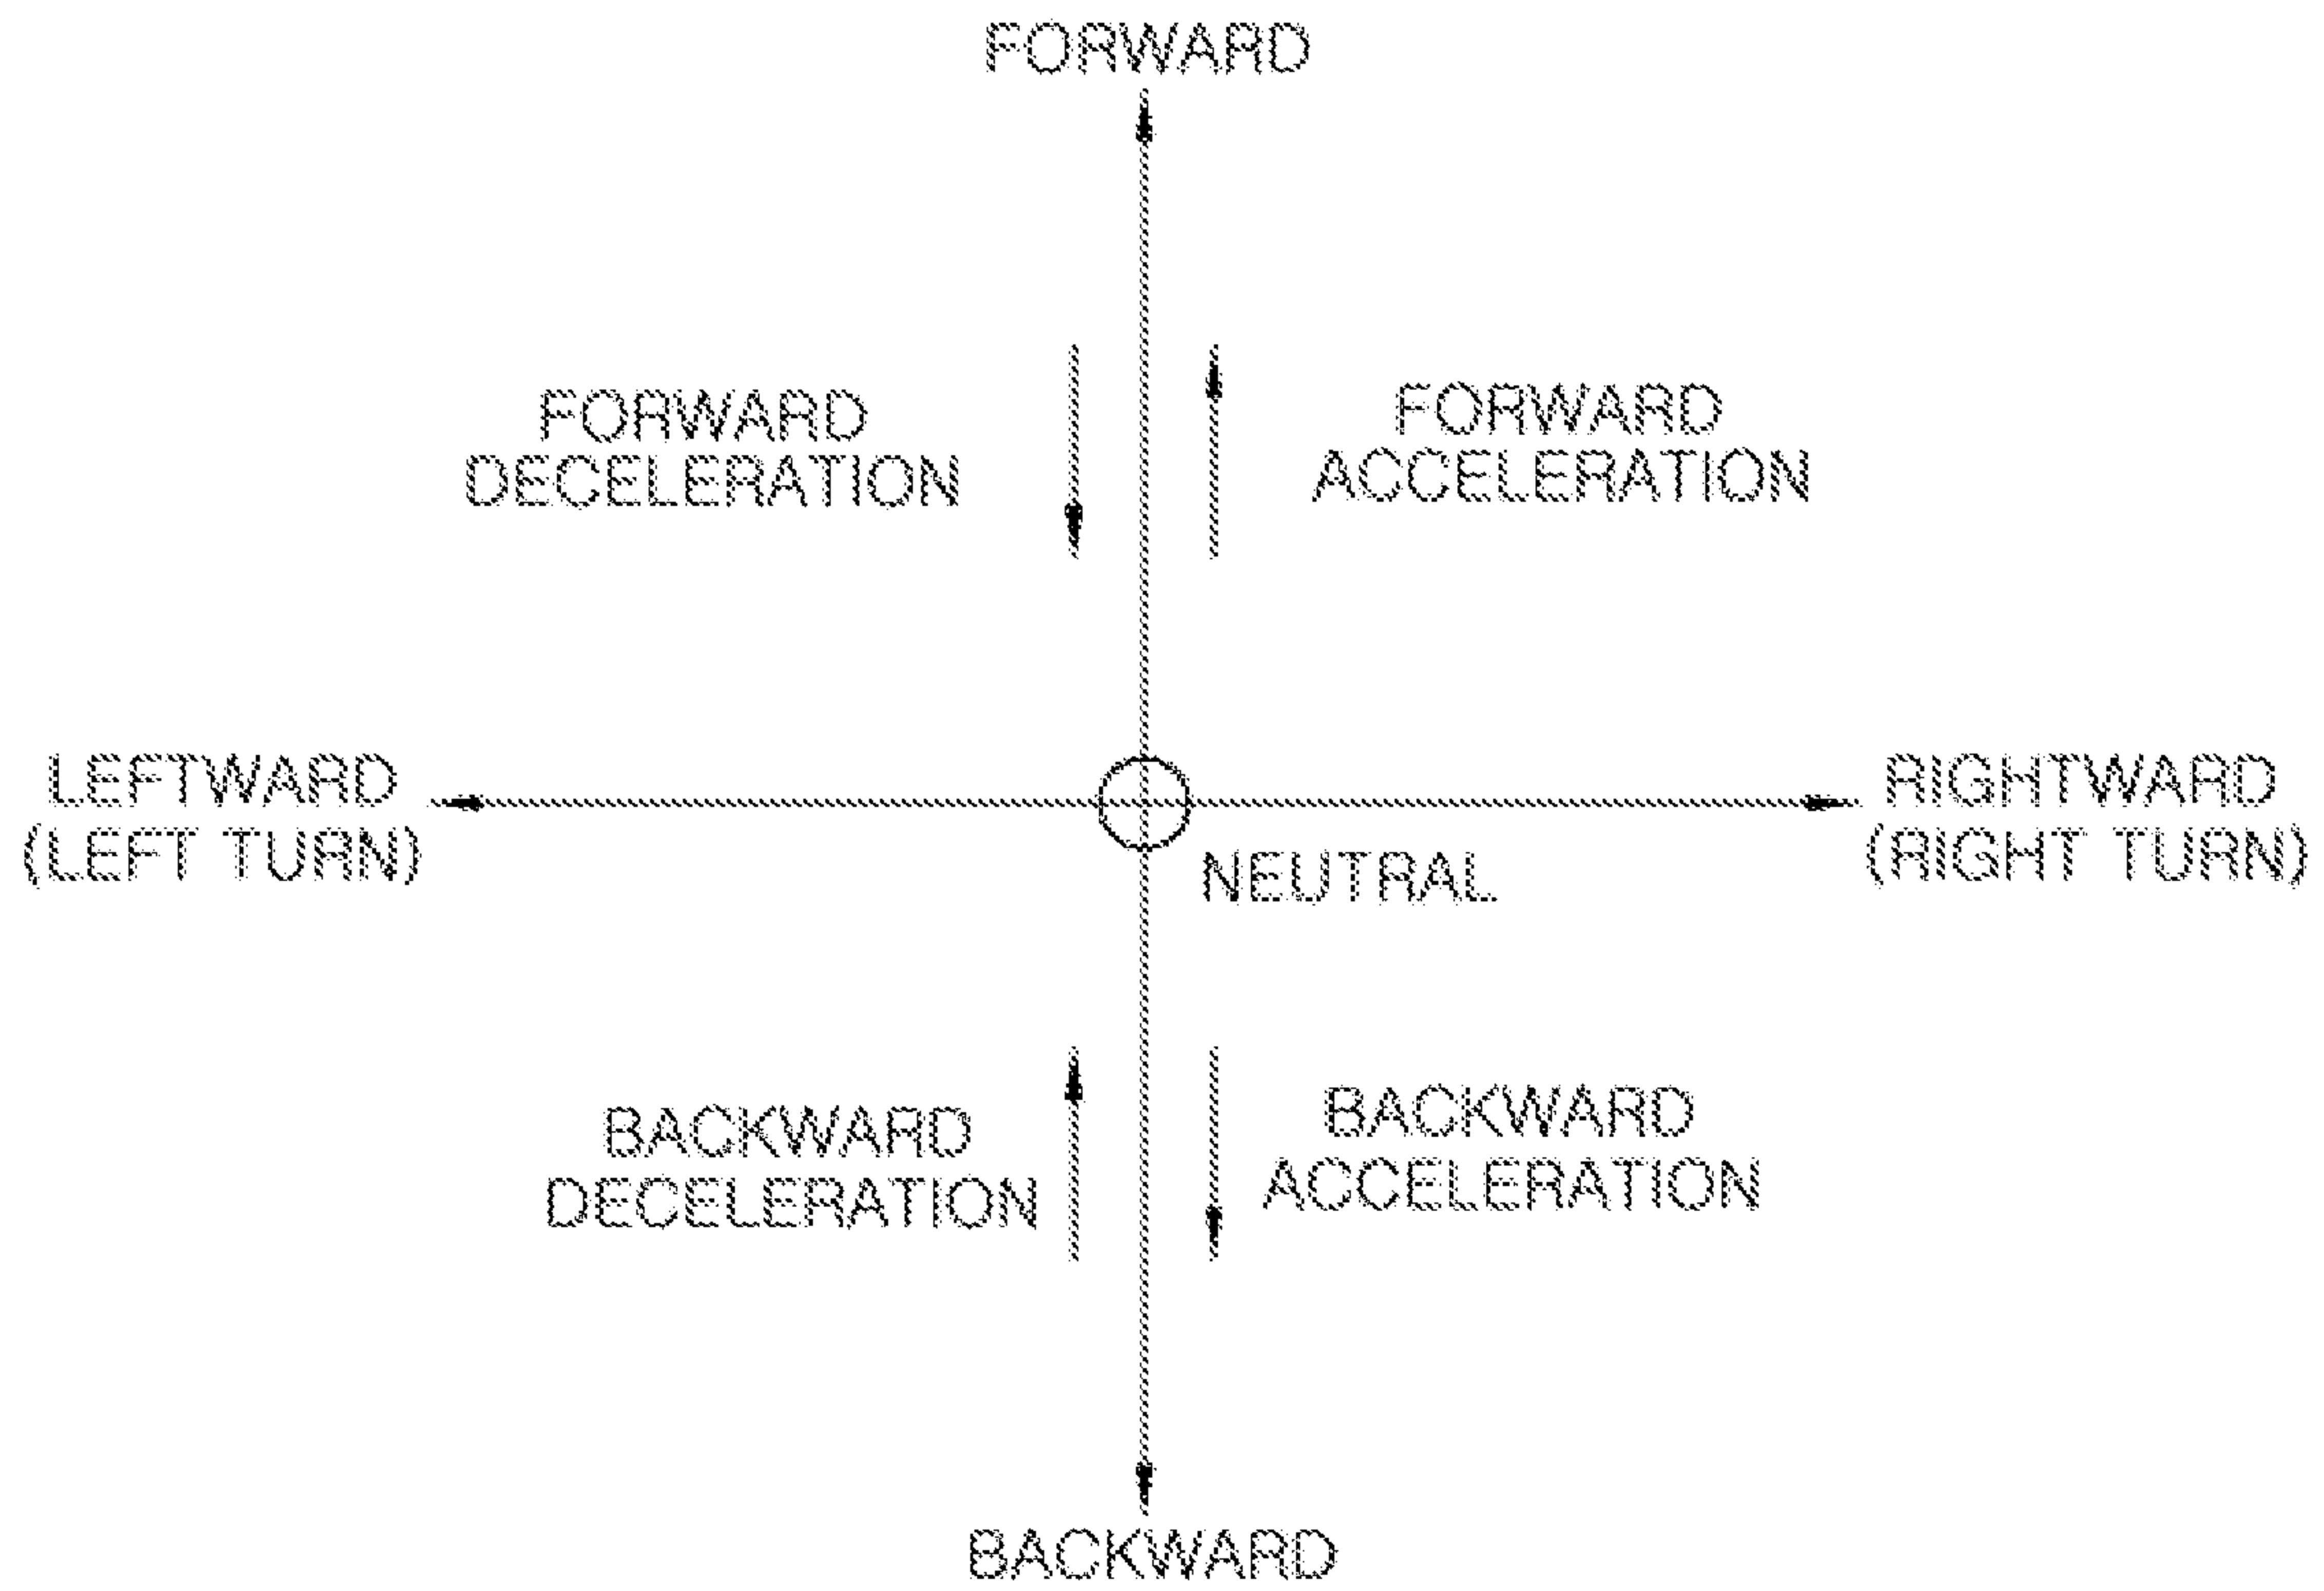 FORWARD
FORWARD
DECELERATION
FORWARD
ACCELERATION
LEFTWARD
(LEFT TURN)
RIGHTWARD
(RIGHT TURN)
NEUTRAL
BACKWARD
DECELERATION
BACKWARD
ACCELERATION
BACKWARD